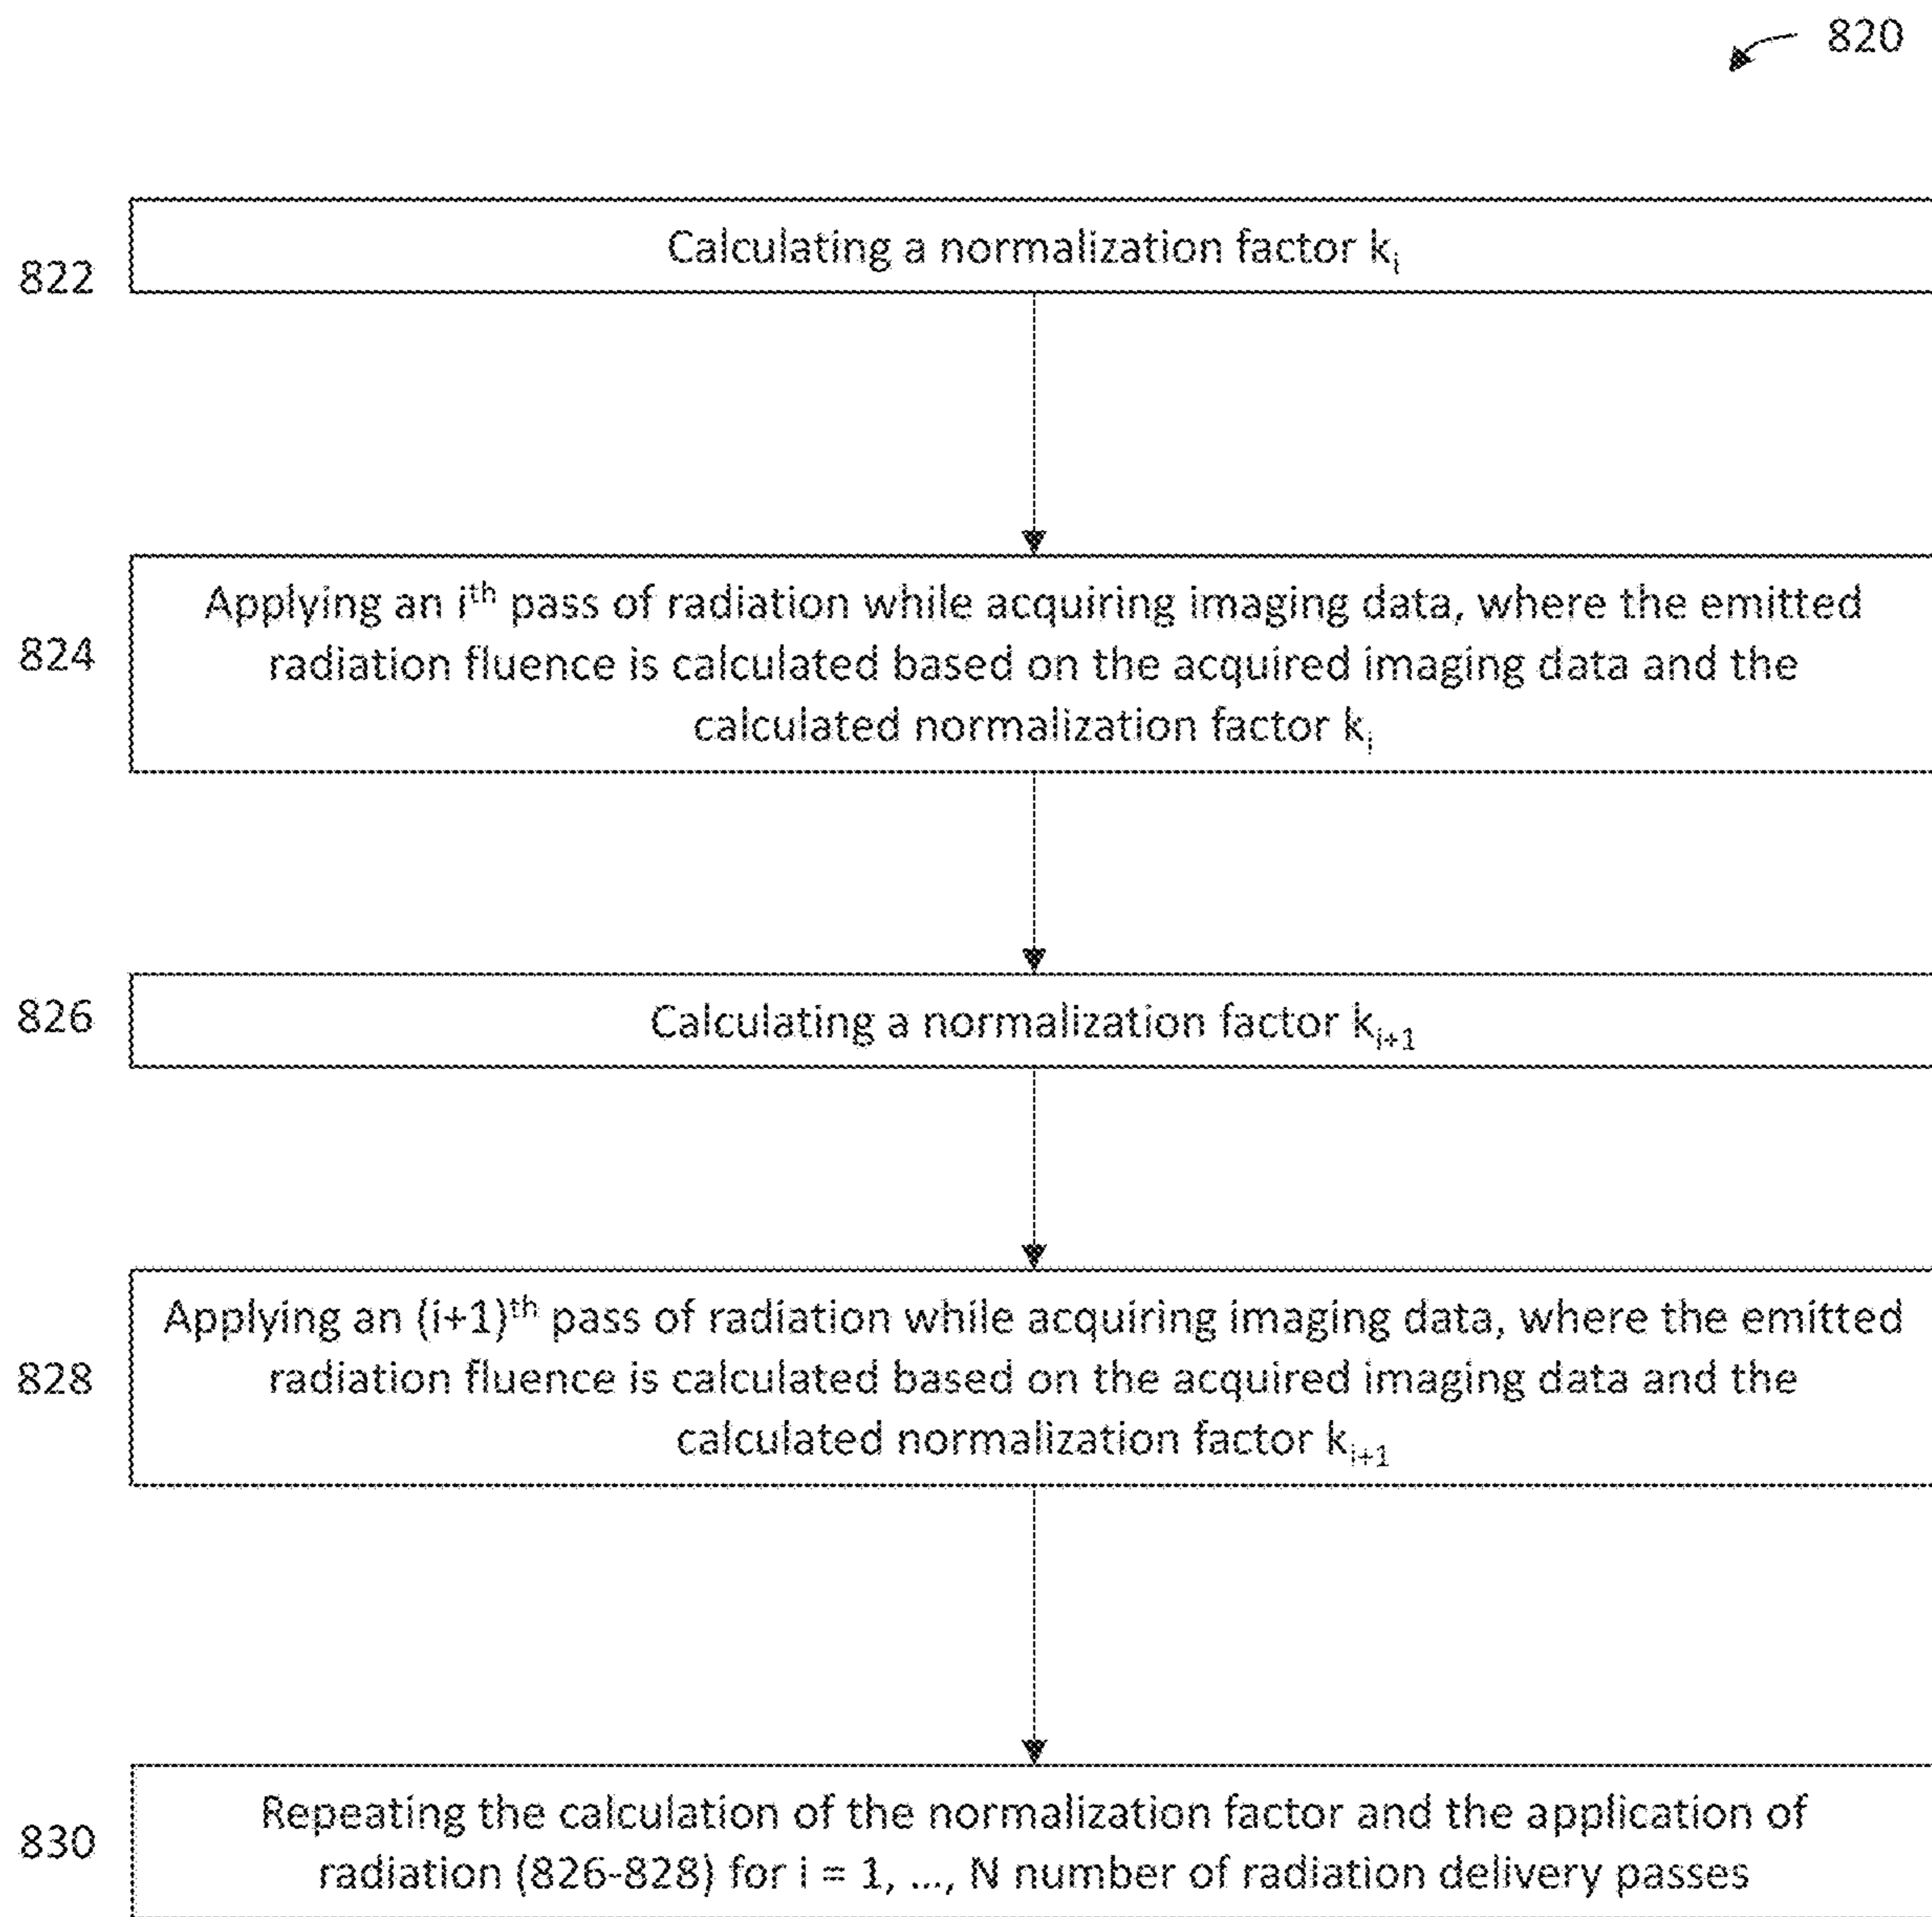 820
822
Calculating a normalization factor kᵢ
824
Applying an iᵗʰ pass of radiation while acquiring imaging data, where the emitted
radiation fluence is calculated based on the acquired imaging data and the
calculated normalization factor kᵢ
826
Calculating a normalization factor kᵢ₊₁
828
Applying an (i+1)ᵗʰ pass of radiation while acquiring imaging data, where the emitted
radiation fluence is calculated based on the acquired imaging data and the
calculated normalization factor kᵢ₊₁
830
Repeating the calculation of the normalization factor and the application of
radiation (826-828) for i = 1, ..., N number of radiation delivery passes